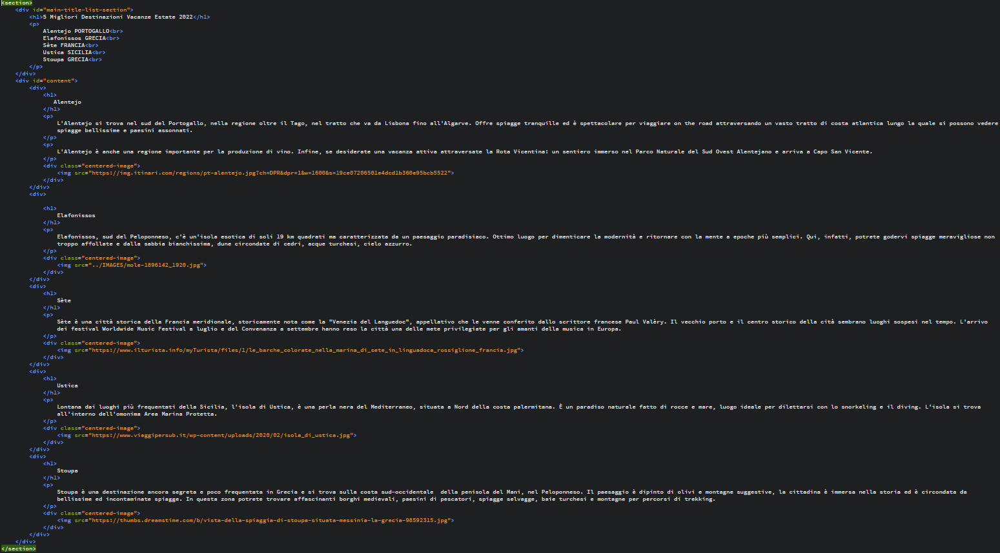 <section>
<div id="main-title-list-section">
<h1>5 Migliori Destinazioni Vacanze Estate 2022</h1>
<p>
Alentejo PORTOGALLO<br>
Elafonissos GRECIA<br>
Sète FRANCIA<br>
Ustica SICILIA<br>
Stoupa GRECIA<br>
</p>
</div>
<div id="content">
<div>
<h1>
Alentejo
</h1>
<p>
L'Alentejo si trova nel sud del Portogallo, nella regione oltre il Tago, nel tratto che va da Lisbona fino all'Algarve. Offre spiagge tranquille ed è spettacolare per viaggiare on the road attraversando un vasto tratto di costa atlantica lungo la quale si possono vedere
spiagge bellissime e paesini assonnati.
</p>
<p>
L'Alentejo è anche una regione importante per la produzione di vino. Infine, se desiderate una vacanza attiva attraversate la Rota Vicentina: un sentiero immerso nel Parco Naturale del Sud Ovest Alentejano e arriva a Capo San Vicente.
</p>
<div class="centered-image">
<img src="https://img.itinari.com/regions/pt-alentejo.jpg?ch=DPR&dpr=1&w=1600&s=19ce07206501e4dcd1b360e95bcb5522">
</div>
</div>
<div>
<h1>
Elafonissos
</h1>
<p>
Elafonissos, sud del Peloponneso, c'è un'isola esotica di soli 19 km quadrati ma caratterizzata da un paesaggio paradisiaco. Ottimo luogo per dimenticare la modernità e ritornare con la mente a epoche più semplici. Qui, infatti, potrete godervi spiagge meravigliose non
troppo affollate e dalla sabbia bianchissima, dune circondate di cedri, acque turchesi, cielo azzurro.
</p>
<div class="centered-image">
<img src="../IMAGES/mole-1896142_1920.jpg">
</div>
</div>
<div>
<h1>
Sète
</h1>
<p>
Sète è una città storica della Francia meridionale, storicamente nota come la "Venezia del Languedoc", appellativo che le venne conferito dallo scrittore francese Paul Valèry. Il vecchio porto e il centro storico della cità sembrano luoghi sospesi nel tempo. L'arrivo
dei festival Worldwide Music Festival a luglio e del Convenanza a settembre hanno reso la città una delle mete privilegiate per gli amanti della musica in Europa.
</p>
<div class="centered-image">
<img src="https://www.ilturista.info/myTurista/files/1/le_barche_colorate_nella_marina_di_sete_in_linguadoca_rossiglione_francia.jpg">
</div>
</div>
<div>
<h1>
Ustica
</h1>
<p>
Lontana dai luoghi più frequentati della Sicilia, l'isola di Ustica, è una perla nera del Mediterraneo, situata a Nord della costa palermitana. È un paradiso naturale fatto di rocce e mare, luogo ideale per dilettarsi con lo snorkeling e il diving. L'isola si trova
all'interno dell'omonima Area Marina Protetta.
</p>
<div class="centered-image">
<img src="https://www.viaggipersub.it/wp-content/uploads/2020/02/isola_di_ustica.jpg">
</div>
</div>
<div>
<h1>
Stoupa
</h1>
<p>
Stoupa è una destinazione ancora segreta e poco frequentata in Grecia e si trova sulla costa sud-occidentale  della penisola del Mani, nel Peloponneso. Il paesaggio è dipinto di olivi e montagne suggestive, la cittadina è immersa nella storia ed è circondata da
bellissime ed incontaminate spiagge. In questa zona potrete trovare affascinanti borghi medievali, paesini di pescatori, spiagge selvagge, baie turchesi e montagne per percorsi di trekking.
</p>
<div class="centered-image">
<img src="https://thumbs.dreamstime.com/b/vista-della-spiaggia-di-stoupa-situata-messinia-la-grecia-98592315.jpg">
</div>
</div>
</div>
</section>